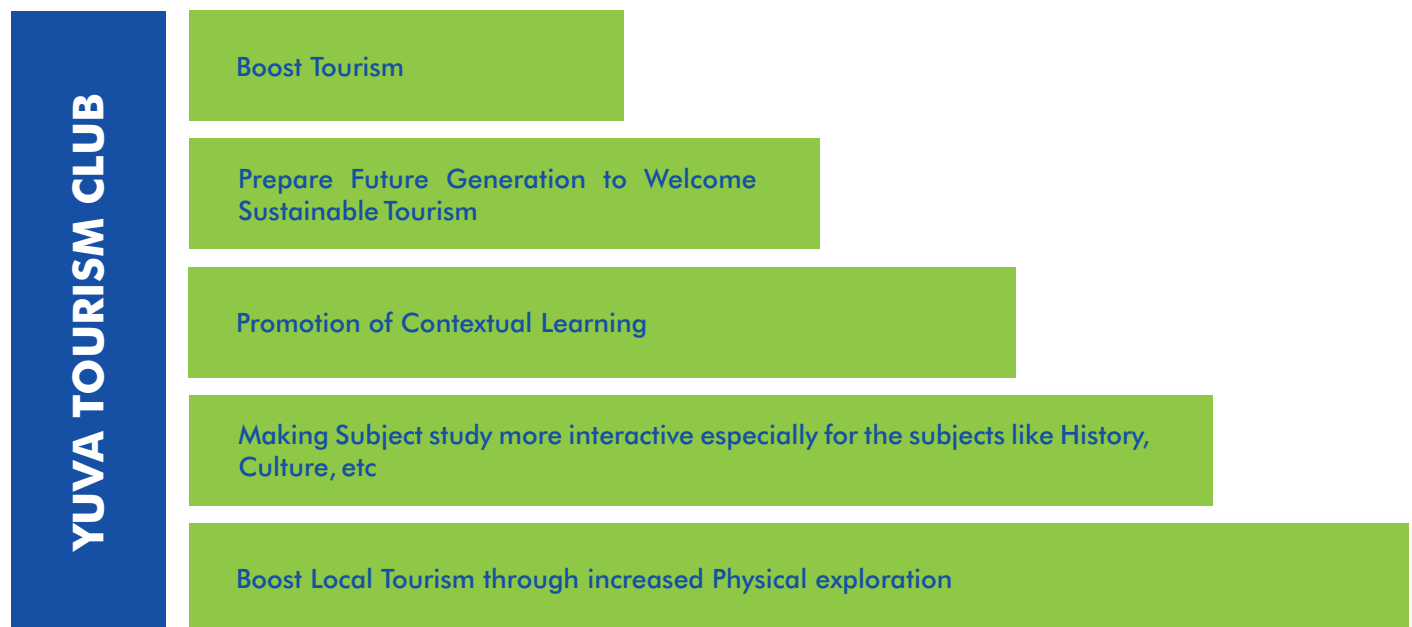 YUVA TOURISM CLUB
Boost Tourism
Prepare Future Generation to Welcome
Sustainable Tourism
Promotion of Contextual Learning
Making Subject study more interactive especially for the subjects like History,
Culture, etc
Boost Local Tourism through increased Physical exploration